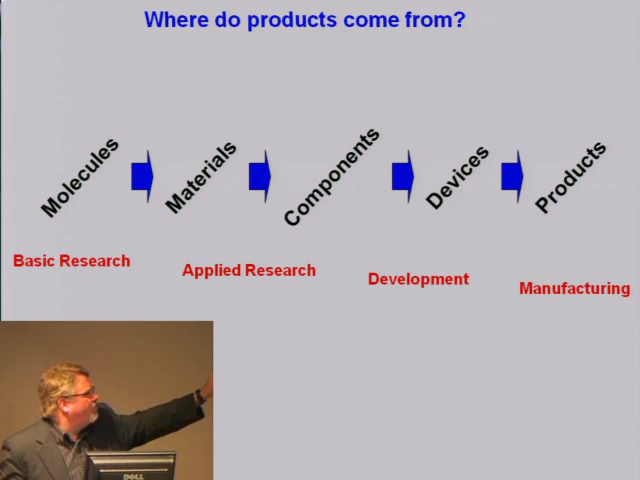 Where do products come from?
Molecules
Materials
Components
Devices
Products
Basic Research
Applied Research
Development
Manufacturing
DELL